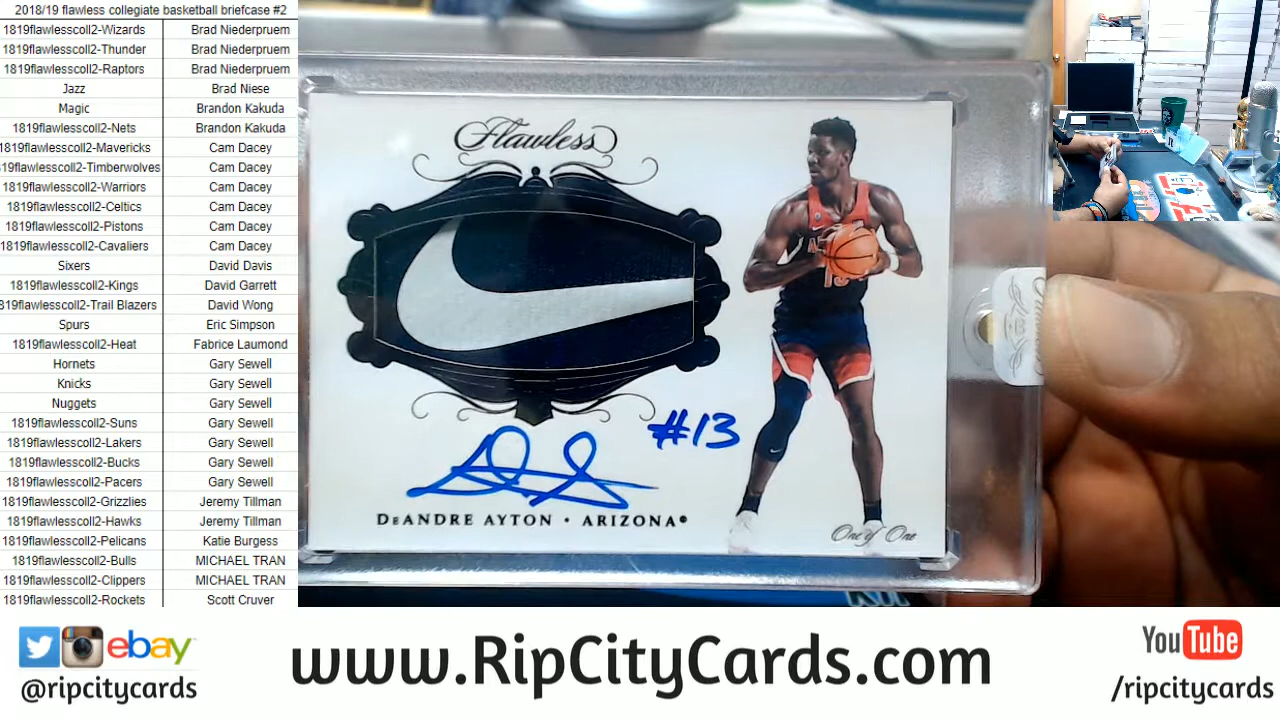 2018/19 flawless collegiate basketball briefcase #2
1819flawlesscoll2-Wizards Brad Niederpruem
1819flawlesscoll2-Thunder Brad Niederpruem
1819flawlesscoll2-Raptors Brad Niederpruem
Jazz Brad Niese
Magic Brandon Kakuda
1819flawlesscoll2-Nets Brandon Kakuda
1819flawlesscoll2-Mavericks Cam Dacey
1819flawlesscoll2-Timberwolves Cam Dacey
1819flawlesscoll2-Warriors Cam Dacey
1819flawlesscoll2-Celtics Cam Dacey
1819flawlesscoll2-Pistons Cam Dacey
1819flawlesscoll2-Cavaliers Cam Dacey
Sixers David Davis
1819flawlesscoll2-Kings David Garrett
819flawlesscoll2-Trail Blazers David Wong
Spurs Eric Simpson
1819flawlesscoll2-Heat Fabrice Laumond
Hornets Gary Sewell
Knicks Gary Sewell
Nuggets Gary Sewell
1819flawlesscoll2-Suns Gary Sewell
1819flawlesscoll2-Lakers Gary Sewell
1819flawlesscoll2-Bucks Gary Sewell
1819flawlesscoll2-Pacers Gary Sewell
1819flawlesscoll2-Grizzlies Jeremy Tillman
1819flawlesscoll2-Hawks Jeremy Tillman
1819flawlesscoll2-Pelicans Katie Burgess
1819flawlesscoll2-Bulls MICHAEL TRAN
1819flawlesscoll2-Clippers MICHAEL TRAN
1819flawlesscoll2-Rockets Scott Cruver
Flawless
#13
DEANDRE AYTON • ARIZONA
One of One
ebay
@ripcitycards
www.RipCityCards.com
YouTube
/ripcitycards